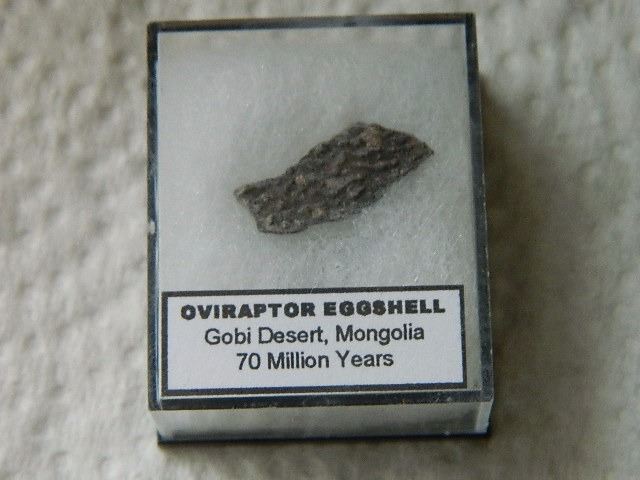 OVIRAPTOR EGGSHELL
Gobi Desert, Mongolia
70 Million Years